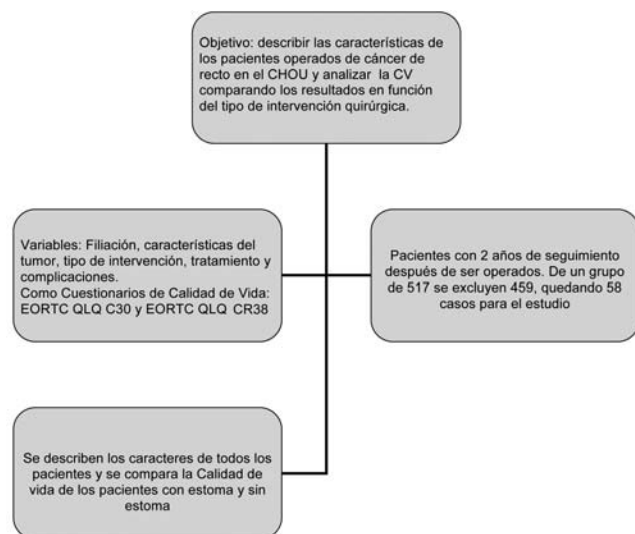 Objetivo: describir las características de
los pacientes operados de cáncer de
recto en el CHOU y analizar la CV
comparando los resultados en función
del tipo de intervención quirúrgica.
Variables: Filiación, características del
tumor, tipo de intervención, tratamiento y
complicaciones.
Como Cuestionarios de Calidad de Vida:
EORTC QLQ C30 y EORTC QLQ CR38
Pacientes con 2 años de seguimiento
después de ser operados. De un grupo
de 517 se excluyen 459, quedando 58
casos para el estudio
Se describen los caracteres de todos los
pacientes y se compara la Calidad de
vida de los pacientes con estoma y sin
estoma